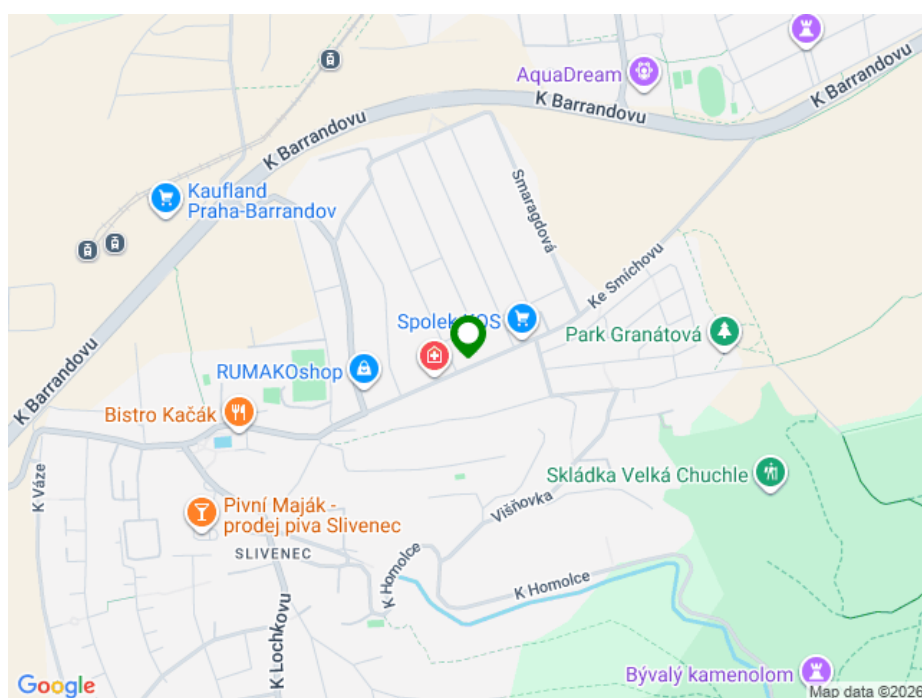 AquaDream
K Barrandovu
K Barrandovu
K Barrandovu
Kaufland
Praha-Barrandov
Smaragdová
Ke Smíchovu
Park Granátová
RUMAKOshop
K Barrandovu
Bistro Kačák
K Váze
Skládka Velká Chuchle
Pivní Maják -
prodej piva Slivenec
Višňovka
SLIVENEC
K Homolce
K Homolce
K Lochkovu
Bývalý kamenolom
Google
Map data ©2026